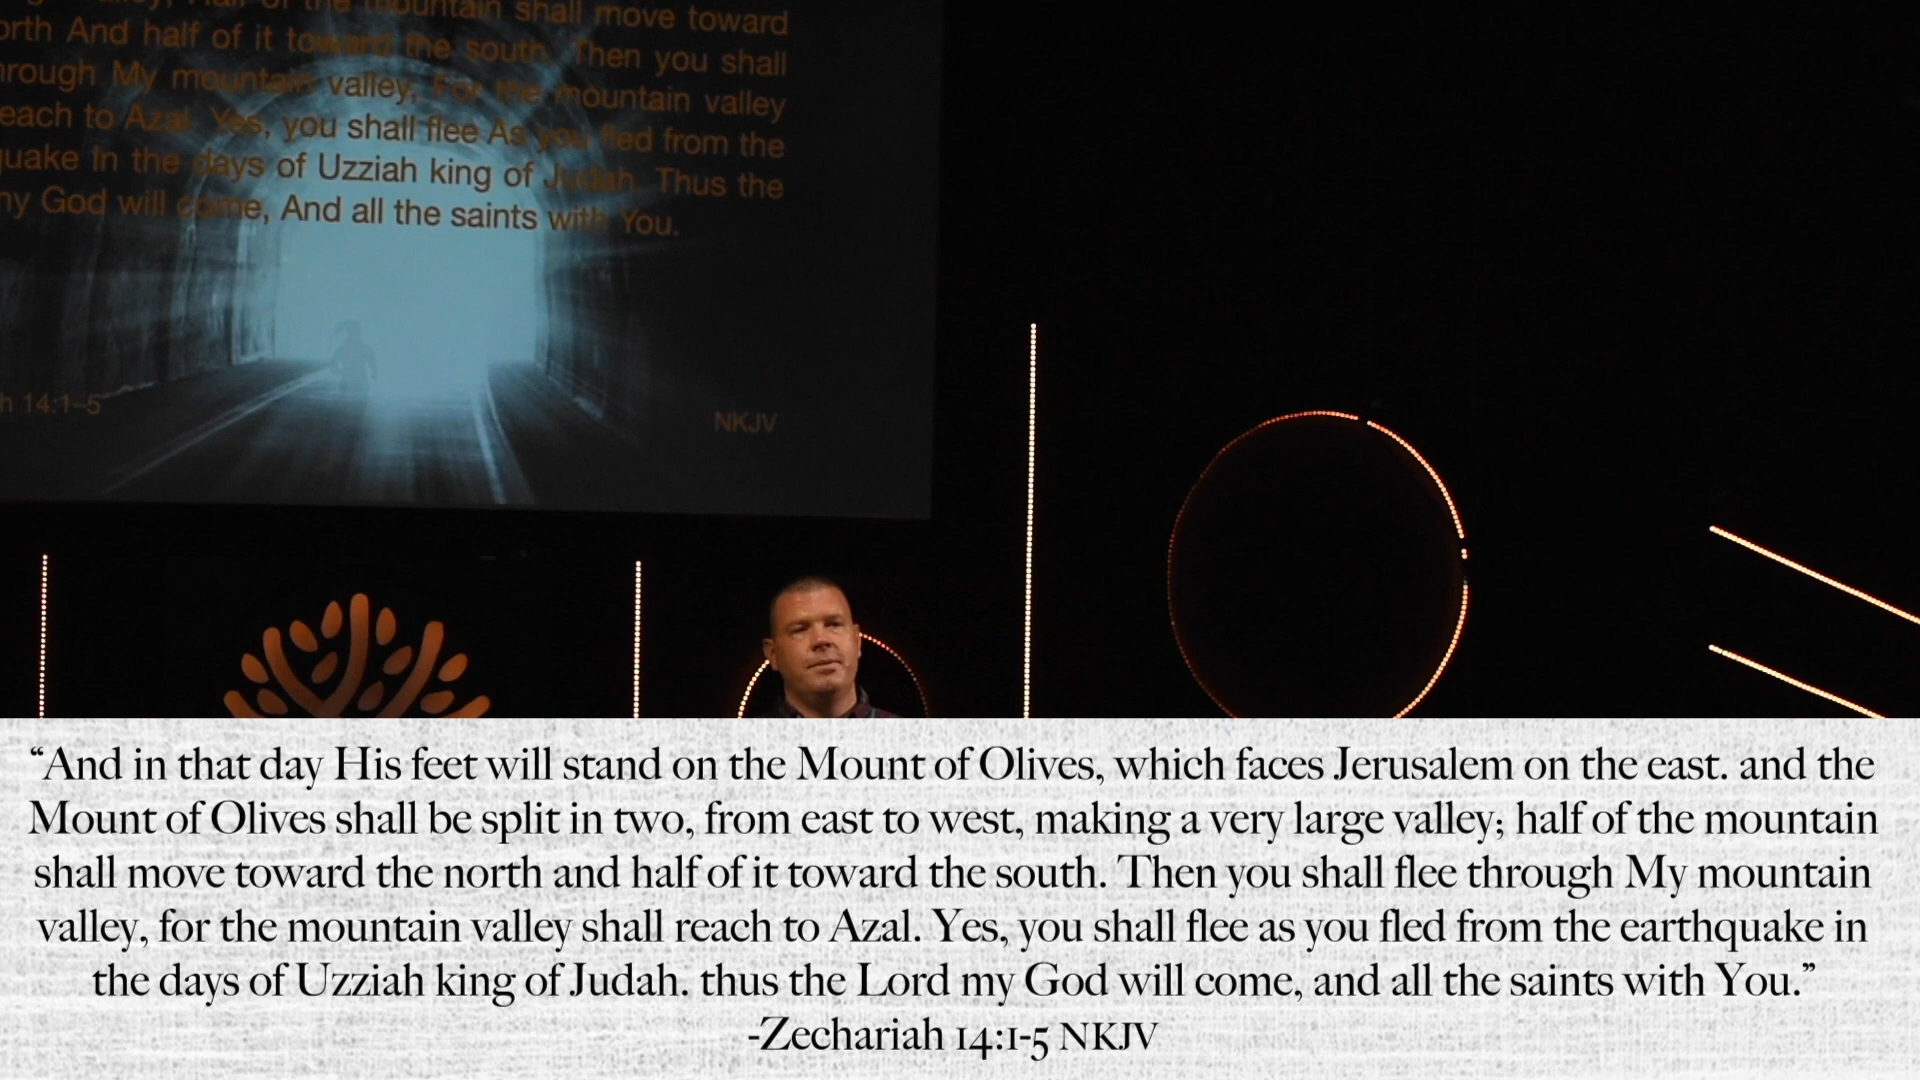 mountain shall move toward
orth And half of it toward the south. Then you shall
hrough My mountain valley, For the mountain valley
each to Azal. Yes, you shall flee As you fled from the
quake In the days of Uzziah king of Judah. Thus the
my God will come, And all the saints with You.
h 14:1–5
NKJV
“And in that day His feet will stand on the Mount of Olives, which faces Jerusalem on the east. and the
Mount of Olives shall be split in two, from east to west, making a very large valley; half of the mountain
shall move toward the north and half of it toward the south. Then you shall flee through My mountain
valley, for the mountain valley shall reach to Azal. Yes, you shall flee as you fled from the earthquake in
the days of Uzziah king of Judah. thus the Lord my God will come, and all the saints with You.”
-Zechariah 14:1-5 NKJV